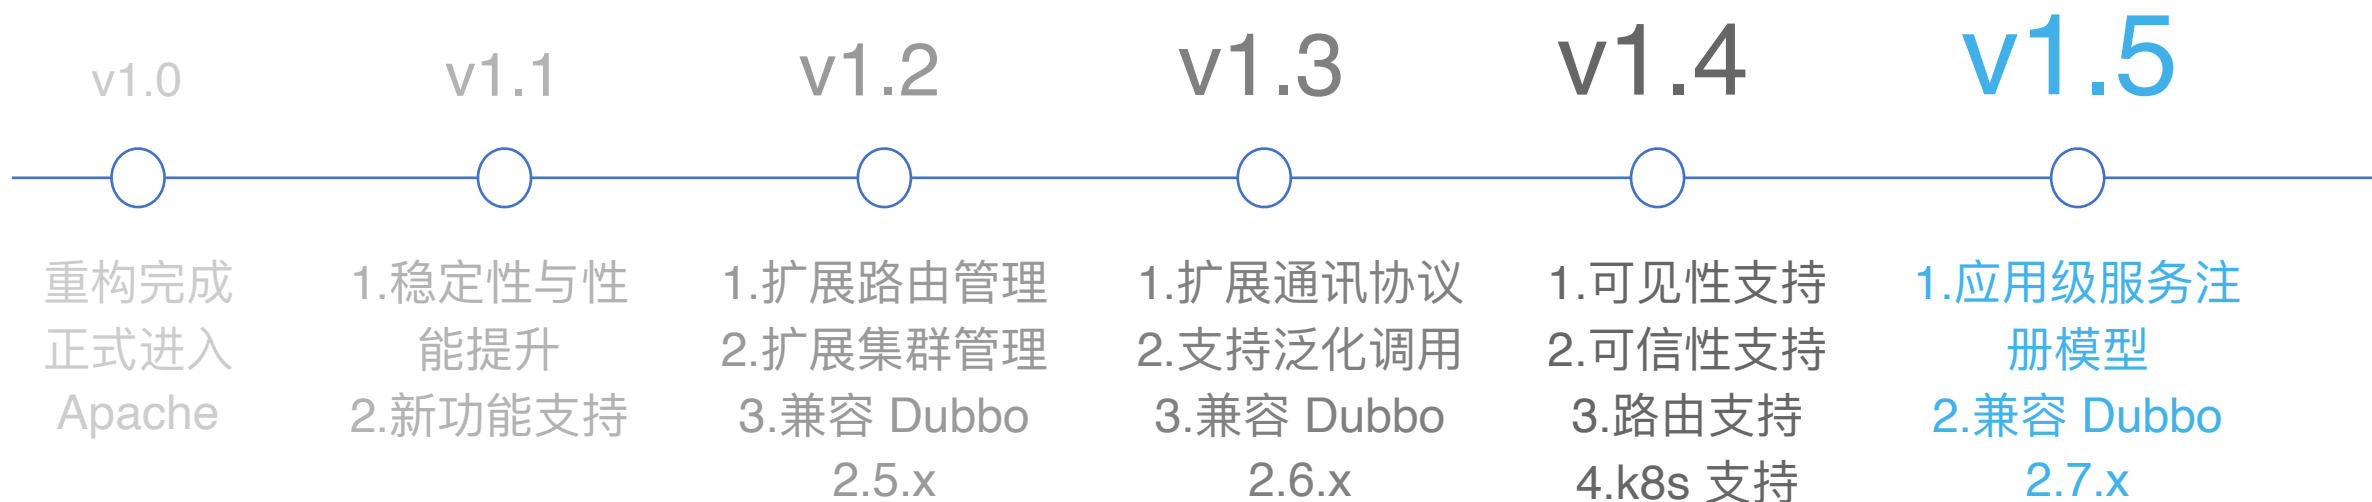 v1.0
v1.1
v1.2
v1.3
v1.4
v1.5
重构完成
正式进入
Apache
1.稳定性与性
能提升
2.新功能支持
1.扩展路由管理
2.扩展集群管理
3.兼容 Dubbo
2.5.x
1.扩展通讯协议
2.支持泛化调用
3.兼容 Dubbo
2.6.x
1.可见性支持
2.可信性支持
3.路由支持
4.k8s 支持
1.应用级服务注
册模型
2.兼容 Dubbo
2.7.x